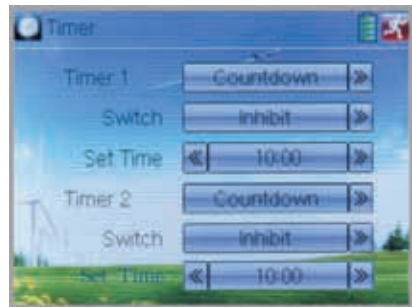 Timer
Timer 1 Countdown
Switch Inhibit
Set Time 10:00
Timer 2 Countdown
Switch Inhibit
Set Time 10:00